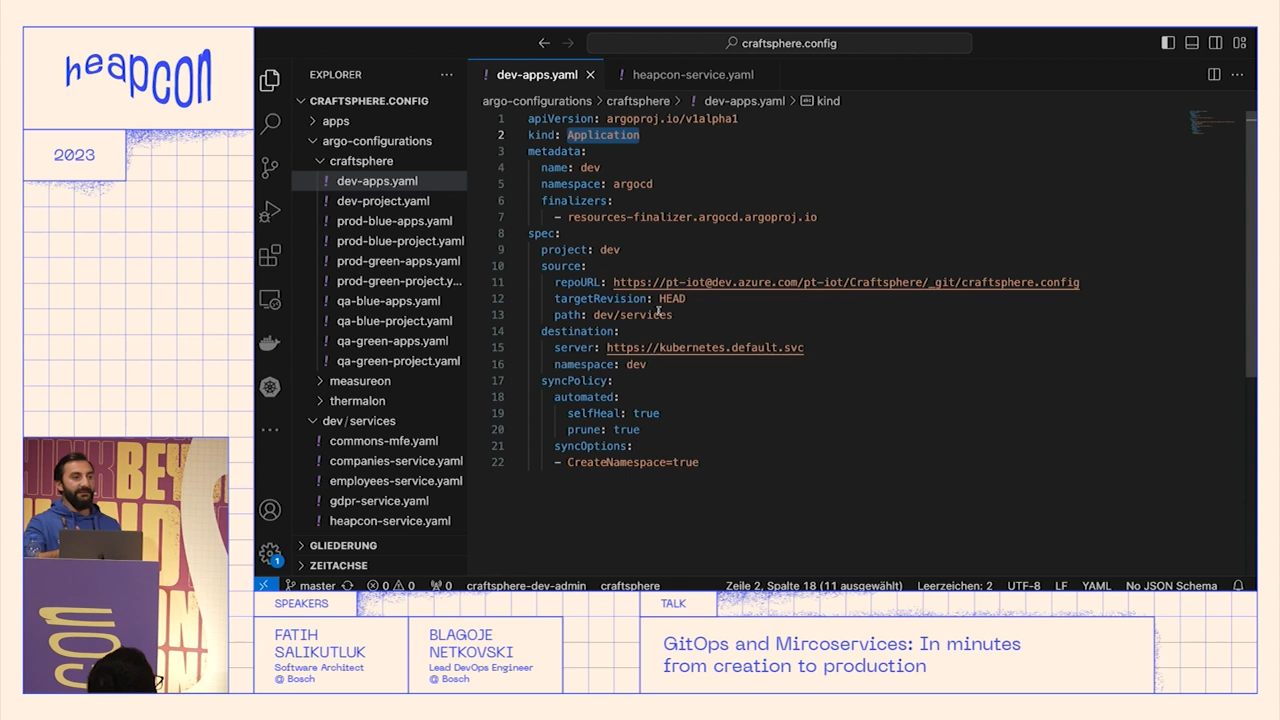 heapcon
2023
craftsphere.config
EXPLORER
CRAFTSPHERE.CONFIG
apps
argo-configurations
craftsphere
dev-apps.yaml
dev-project.yaml
prod-blue-apps.yaml
prod-blue-project.yaml
prod-green-apps.yaml
prod-green-project.y...
qa-blue-apps.yaml
qa-blue-project.yaml
qa-green-apps.yaml
qa-green-project.yaml
measureon
thermalon
dev/services
commons-mfe.yaml
companies-service.yaml
employees-service.yaml
gdpr-service.yaml
heapcon-service.yaml
GLIEDERUNG
ZEITACHSE
dev-apps.yaml heapcon-service.yaml
argo-configurations > craftsphere > dev-apps.yaml > kind
1 apiVersion: argoproj.io/v1alpha1
2 kind: Application
3 metadata:
4 name: dev
5 namespace: argocd
6 finalizers:
7 - resources-finalizer.argocd.argoproj.io
8 spec:
9 project: dev
10 source:
11 repoURL: https://pt-iot@dev.azure.com/pt-iot/Craftsphere/_git/craftsphere.config
12 targetRevision: HEAD
13 path: dev/services
14 destination:
15 server: https://kubernetes.default.svc
16 namespace: dev
17 syncPolicy:
18 automated:
19 selfHeal: true
20 prune: true
21 syncOptions:
22 - CreateNamespace=true
1
master 0 0 0 craftsphere-dev-admin craftsphere Zeile 2, Spalte 18 (11 ausgewählt) Leerzeichen: 2 UTF-8 LF YAML No JSON Schema
BEY
SPEAKERS
FATIH
SALIKUTLUK
Software Architect
@ Bosch
BLAGOJE
NETKOVSKI
Lead DevOps Engineer
@ Bosch
TALK
GitOps and Mircoservices: In minutes
from creation to production